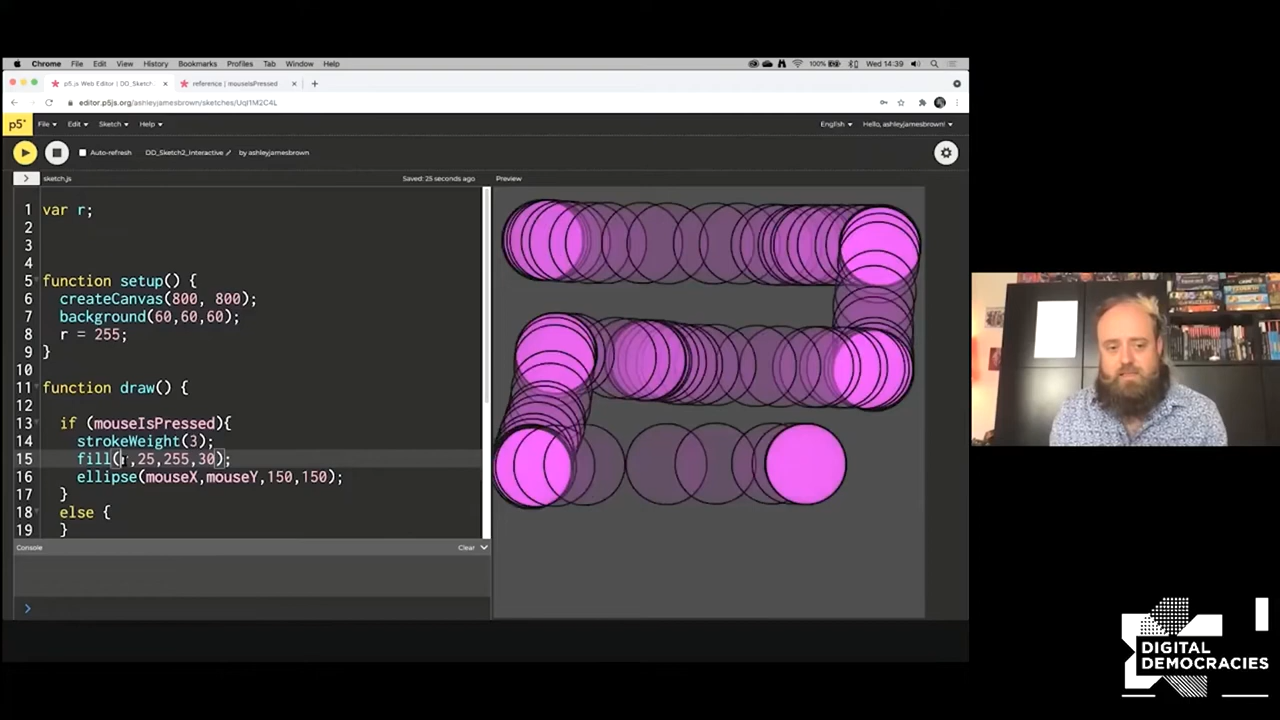 Chrome File Edit View History Bookmarks Profiles Tab Window Help 100% Wed 14:39
p5.js Web Editor | DD_Sketch × reference | mouseIsPressed × +
editor.p5js.org/ashleyjamesbrown/sketches/UqI1M2C4L
p5* File Edit Sketch Help English Hello, ashleyjamesbrown!
Auto-refresh DD_Sketch2_Interactive by ashleyjamesbrown
> sketch.js Saved: 25 seconds ago Preview
1 var r;
2
3
4
5 function setup() {
6 createCanvas(800, 800);
7 background(60,60,60);
8 r = 255;
9 }
10
11 function draw() {
12
13 if (mouseIsPressed){
14 strokeWeight(3);
15 fill(r,25,255,30);
16 ellipse(mouseX,mouseY,150,150);
17 }
18 else {
19 }
Console Clear
>
DIGITAL
DEMOCRACIES